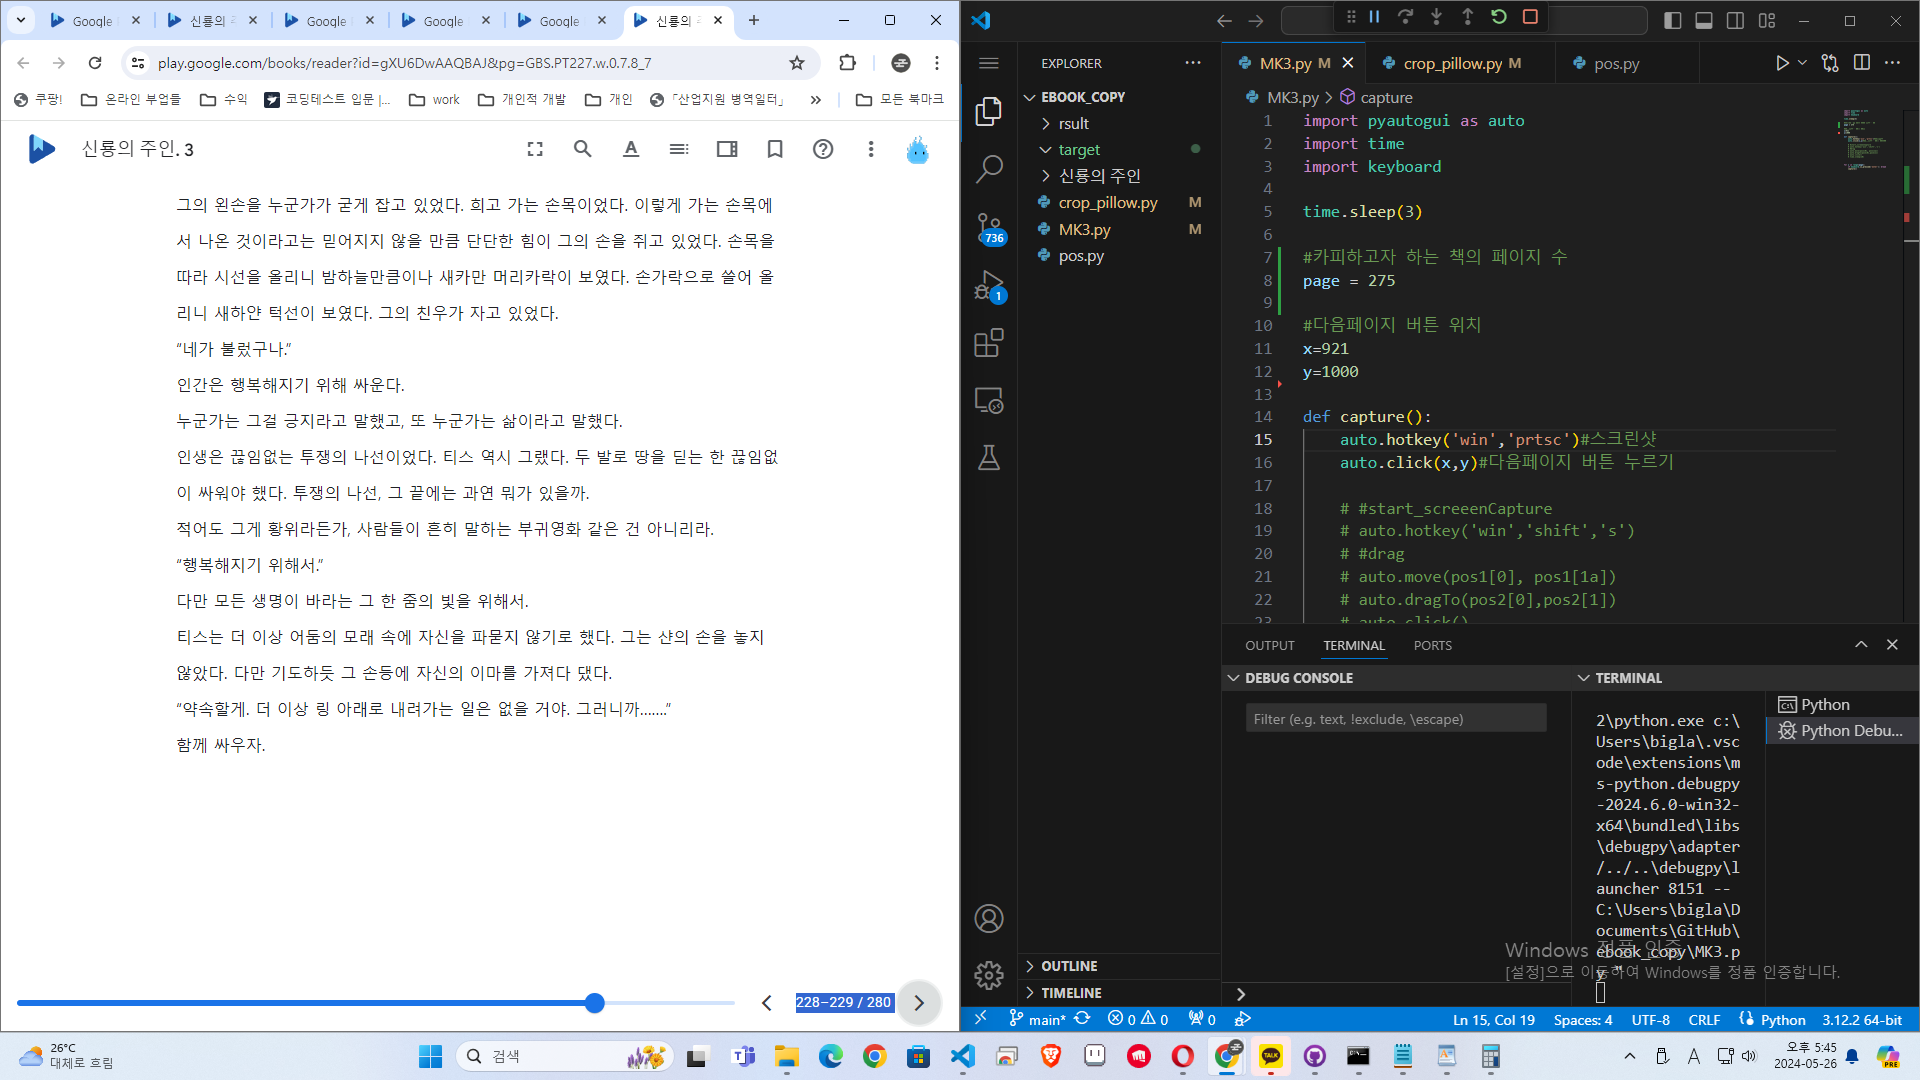 Google
신룡의 주
Google
Google
Google
신룡의 주
play.google.com/books/reader?id=gXU6DwAAQBAJ&pg=GBS.PT227.w.0.7.8_7
쿠팡!
온라인 부업들
수익
코딩테스트 입문 |...
work
개인적 개발
개인
「산업지원 병역일터」
»
모든 북마크
신룡의 주인. 3
그의 왼손을 누군가가 굳게 잡고 있었다. 희고 가는 손목이었다. 이렇게 가는 손목에
서 나온 것이라고는 믿어지지 않을 만큼 단단한 힘이 그의 손을 쥐고 있었다. 손목을
따라 시선을 올리니 밤하늘만큼이나 새카만 머리카락이 보였다. 손가락으로 쓸어 올
리니 새하얀 턱선이 보였다. 그의 친우가 자고 있었다.
“네가 불렀구나.”
인간은 행복해지기 위해 싸운다.
누군가는 그걸 긍지라고 말했고, 또 누군가는 삶이라고 말했다.
인생은 끊임없는 투쟁의 나선이었다. 티스 역시 그랬다. 두 발로 땅을 딛는 한 끊임없
이 싸워야 했다. 투쟁의 나선, 그 끝에는 과연 뭐가 있을까.
적어도 그게 황위라든가, 사람들이 흔히 말하는 부귀영화 같은 건 아니리라.
“행복해지기 위해서.”
다만 모든 생명이 바라는 그 한 줌의 빛을 위해서.
티스는 더 이상 어둠의 모래 속에 자신을 파묻지 않기로 했다. 그는 샨의 손을 놓지
않았다. 다만 기도하듯 그 손등에 자신의 이마를 가져다 댔다.
“약속할게. 더 이상 링 아래로 내려가는 일은 없을 거야. 그러니까…….”
함께 싸우자.
228–229 / 280
EXPLORER
EBOOK_COPY
rsult
target
신룡의 주인
crop_pillow.py M
MK3.py M
pos.py
736
1
OUTLINE
TIMELINE
MK3.py M
crop_pillow.py M
pos.py
MK3.py > capture
1 import pyautogui as auto
2 import time
3 import keyboard
4
5 time.sleep(3)
6
7 #카피하고자 하는 책의 페이지 수
8 page = 275
9
10 #다음페이지 버튼 위치
11 x=921
12 y=1000
13
14 def capture():
15 auto.hotkey('win','prtsc')#스크린샷
16 auto.click(x,y)#다음페이지 버튼 누르기
17
18 # #start_screeenCapture
19 # auto.hotkey('win','shift','s')
20 # #drag
21 # auto.move(pos1[0], pos1[1a])
22 # auto.dragTo(pos2[0],pos2[1])
23 # auto.click()
OUTPUT
TERMINAL
PORTS
DEBUG CONSOLE
Filter (e.g. text, !exclude, \escape)
TERMINAL
2\python.exe c:\
Users\bigla\.vsc
ode\extensions\m
s-python.debugpy
-2024.6.0-win32-
x64\bundled\libs
\debugpy\adapter
/../..\debugpy\l
auncher 8151 --
C:\Users\bigla\D
ocuments\GitHub\
ebook_copy\MK3.p
y "
Python
Python Debu...
Windows 정품 인증
[설정]으로 이동하여 Windows를 정품 인증합니다.
main*
0 0
0
Ln 15, Col 19
Spaces: 4
UTF-8
CRLF
Python
3.12.2 64-bit
26°C
대체로 흐림
검색
TALK
A
오후 5:45
2024-05-26
PRE